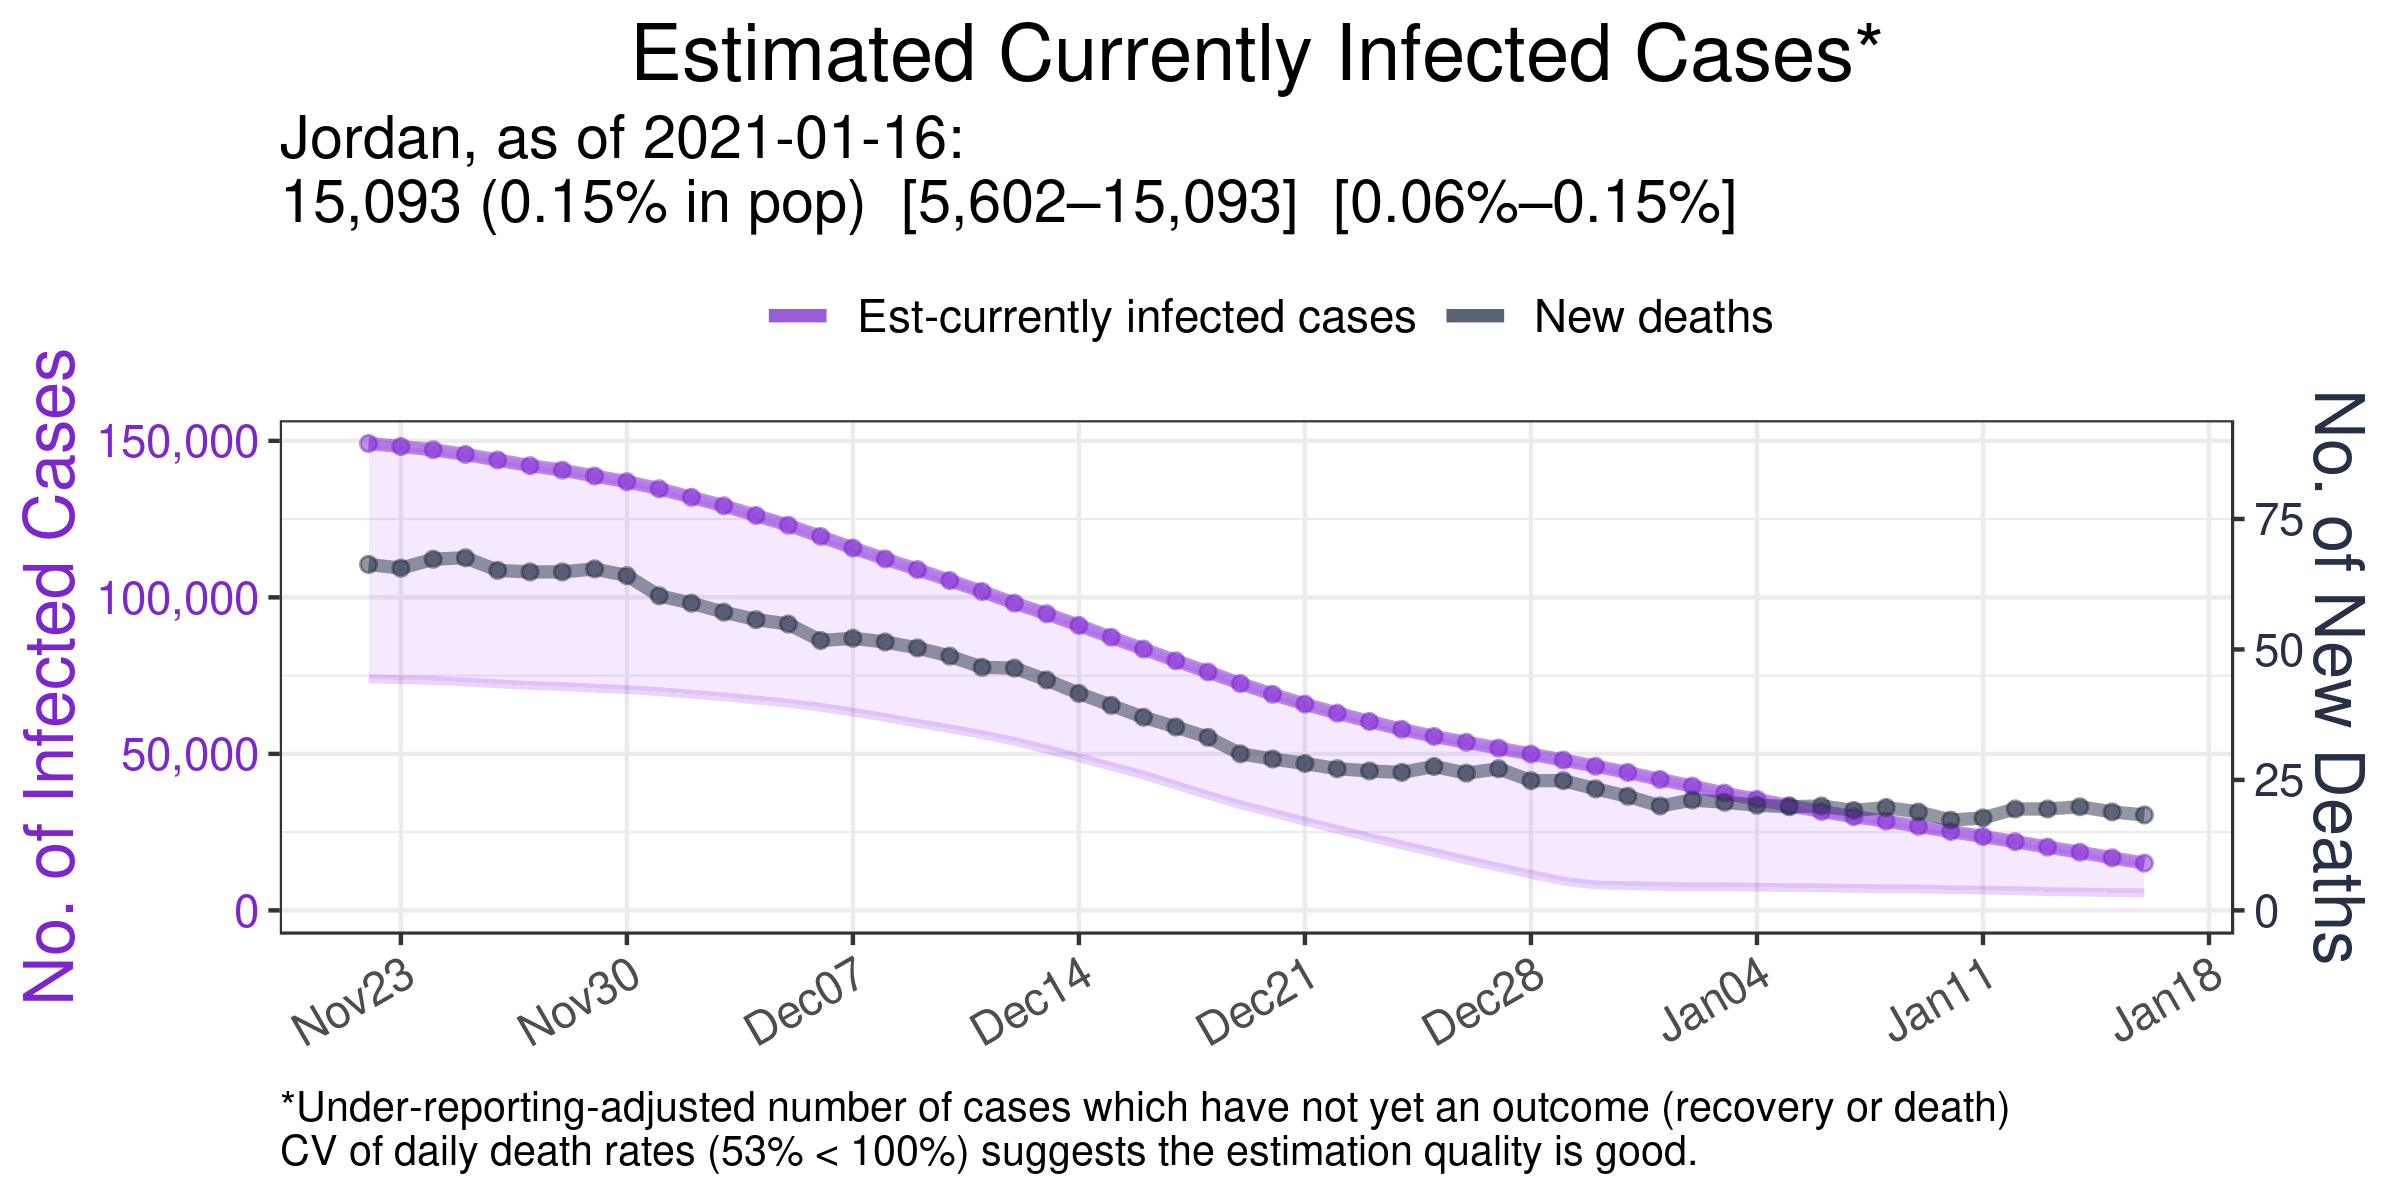 Estimated Currently Infected Cases*
Jordan, as of 2021-01-16:
15,093 (0.15% in pop)  [5,602–15,093]  [0.06%–0.15%]
Est-currently infected cases
New deaths
No. of Infected Cases
150,000
100,000
50,000
0
No. of New Deaths
75
50
25
0
Nov23
Nov30
Dec07
Dec14
Dec21
Dec28
Jan04
Jan11
Jan18
*Under-reporting-adjusted number of cases which have not yet an outcome (recovery or death)
CV of daily death rates (53% < 100%) suggests the estimation quality is good.